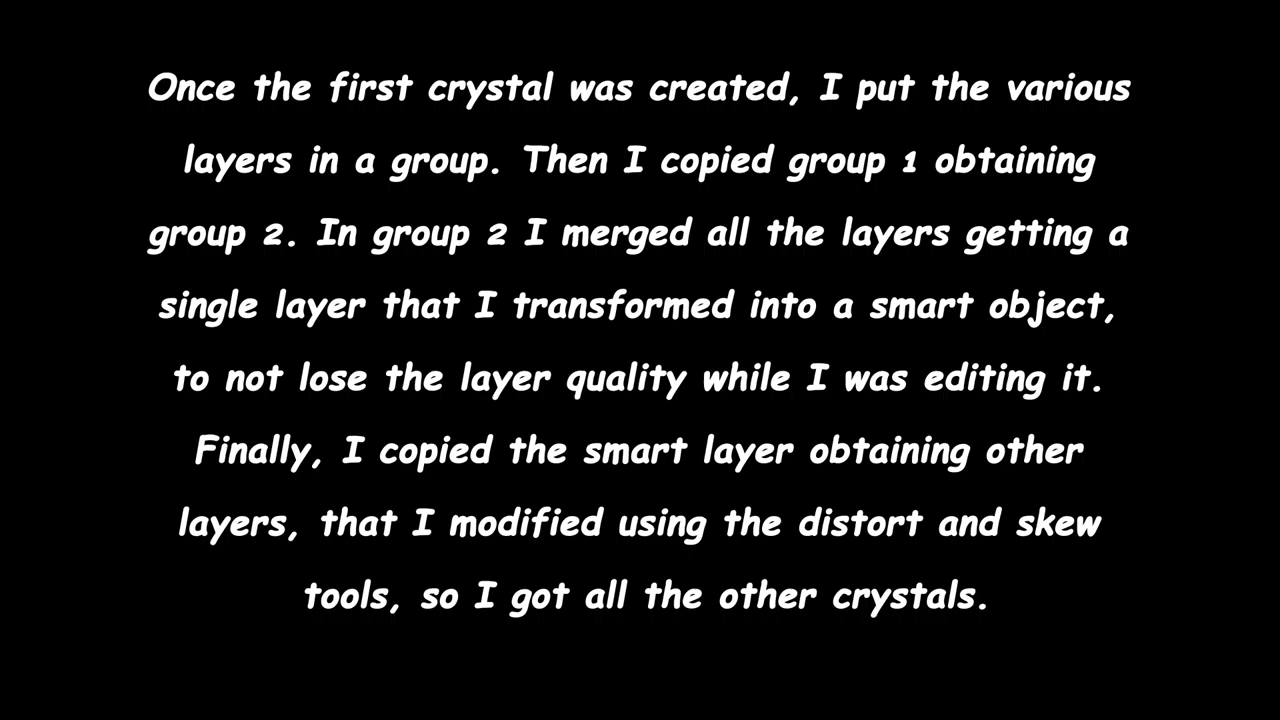 Once the first crystal was created, I put the various
layers in a group. Then I copied group 1 obtaining
group 2. In group 2 I merged all the layers getting a
single layer that I transformed into a smart object,
to not lose the layer quality while I was editing it.
Finally, I copied the smart layer obtaining other
layers, that I modified using the distort and skew
tools, so I got all the other crystals.